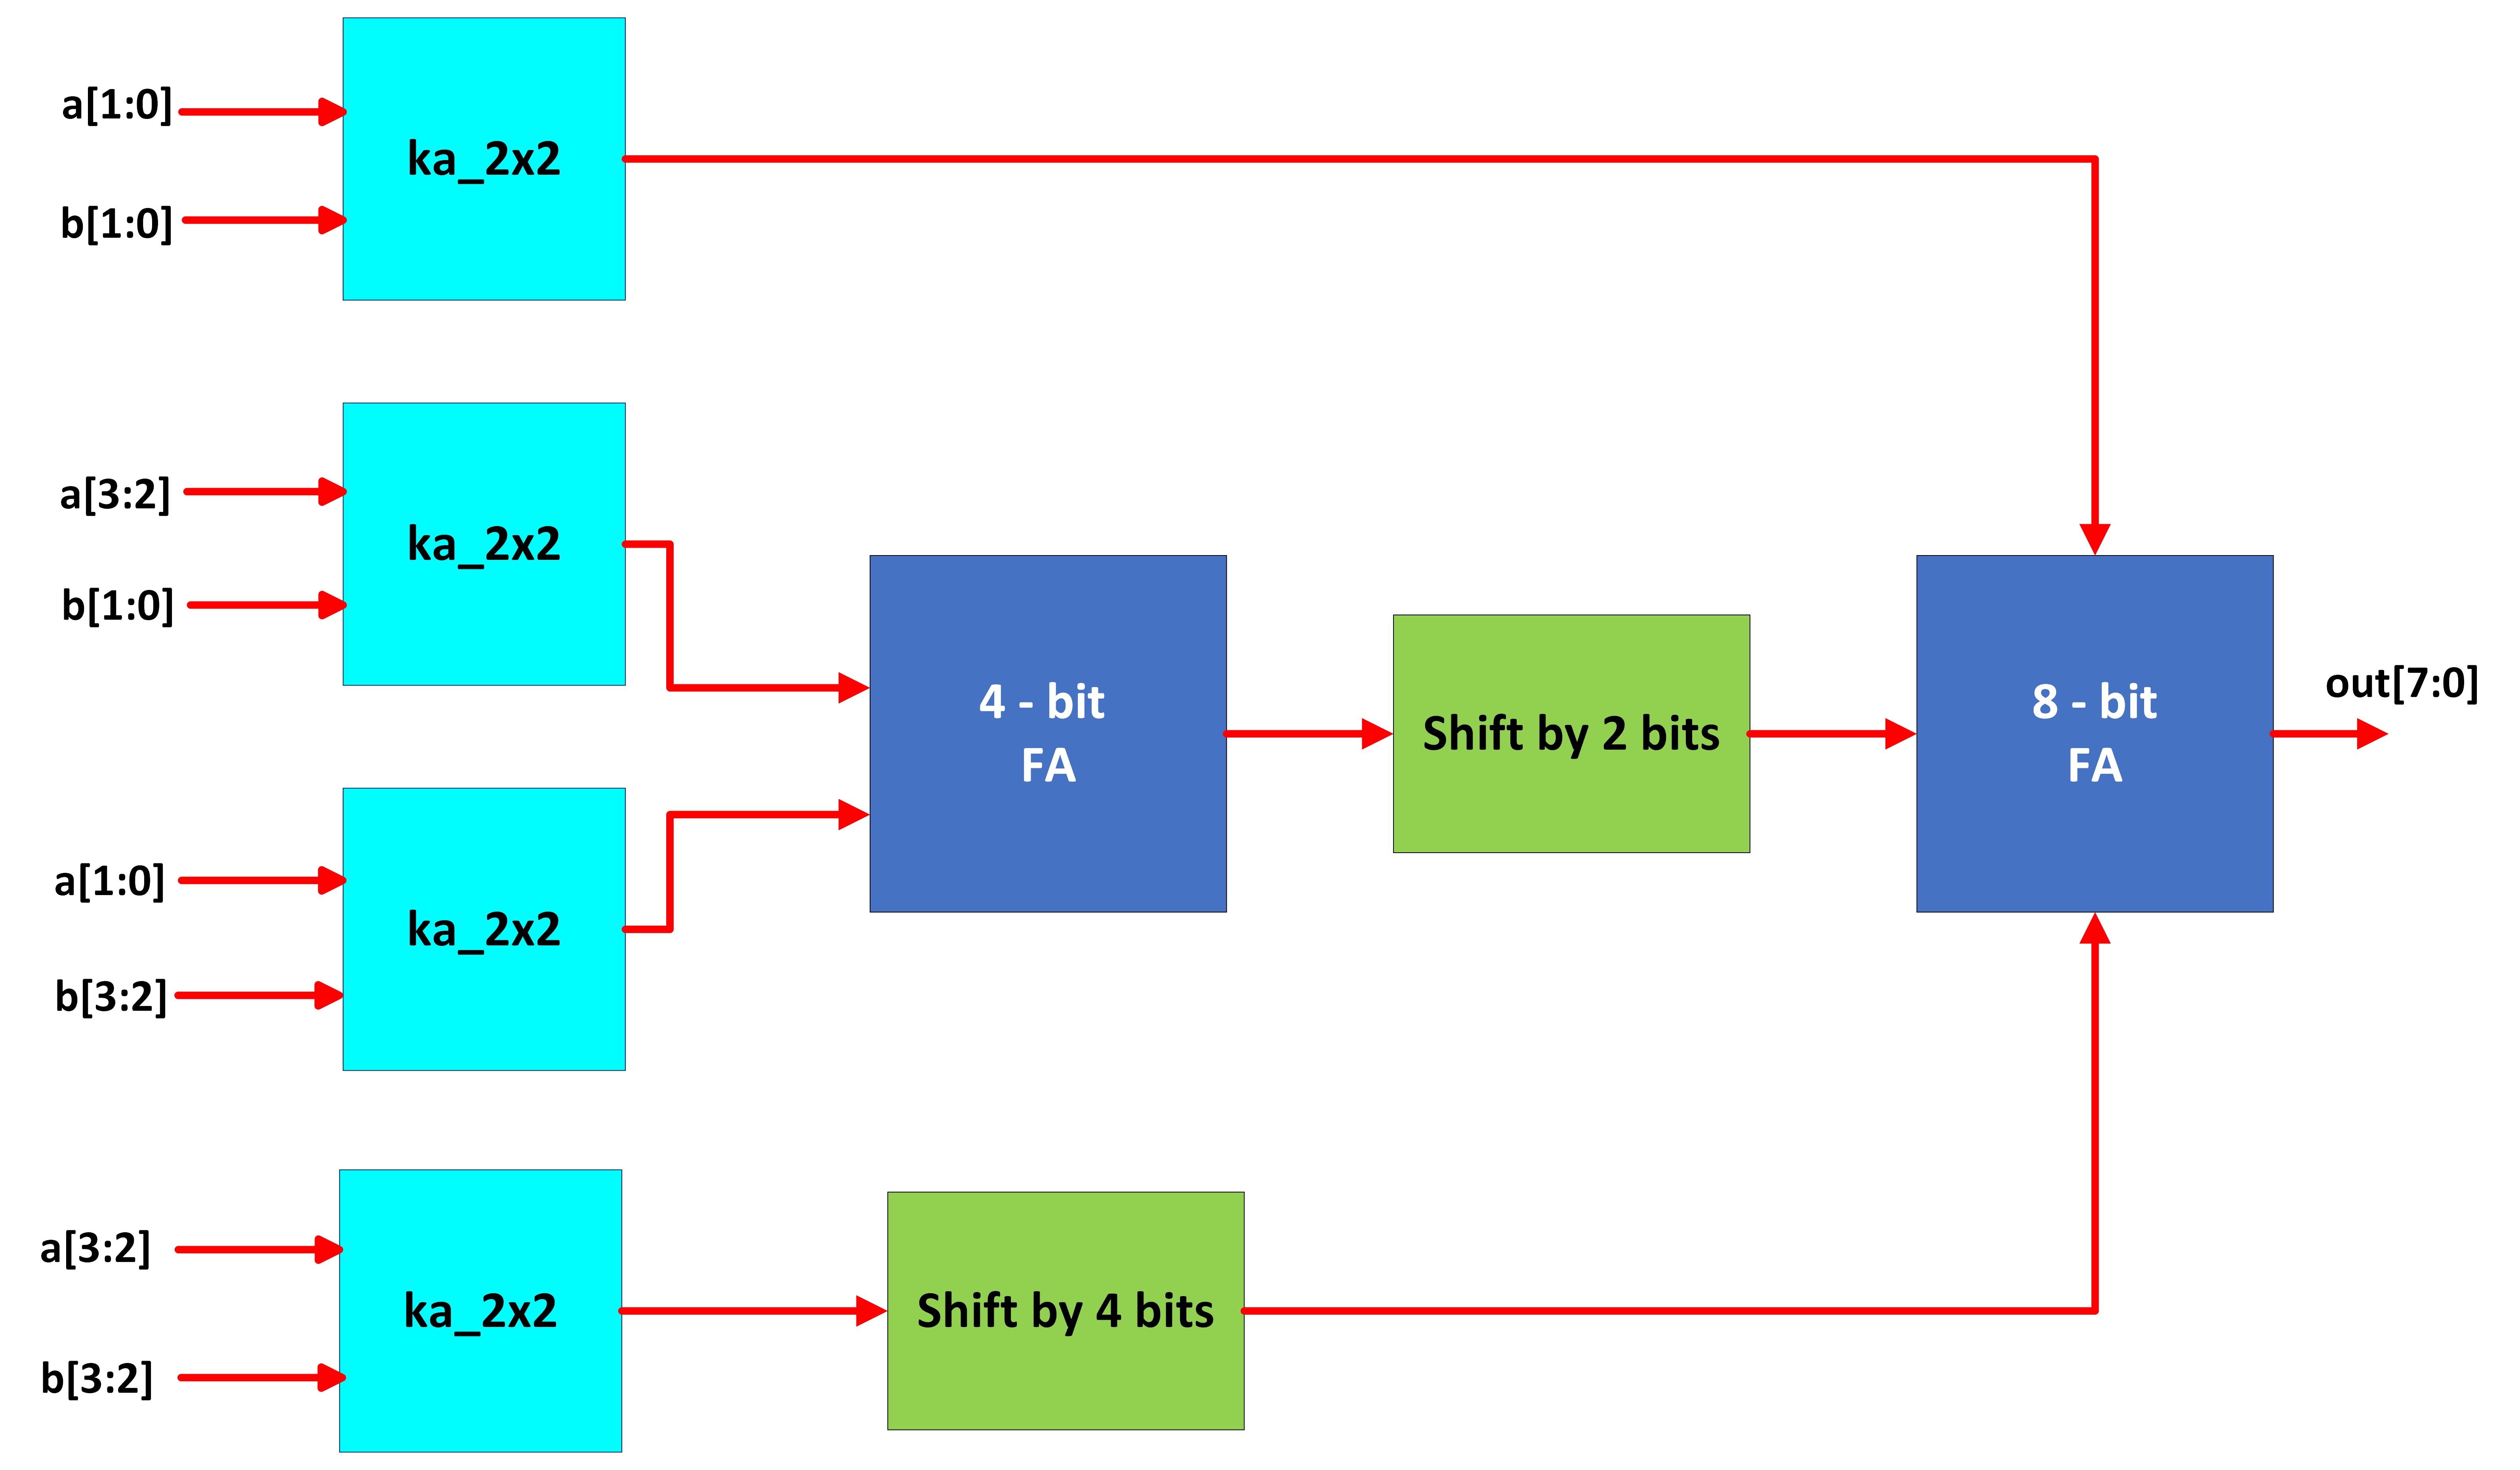 a[1:0]
b[1:0]
ka_2x2
a[3:2]
b[1:0]
ka_2x2
a[1:0]
b[3:2]
ka_2x2
a[3:2]
b[3:2]
ka_2x2
4 - bit
FA
Shift by 2 bits
Shift by 4 bits
8 - bit
FA
out[7:0]